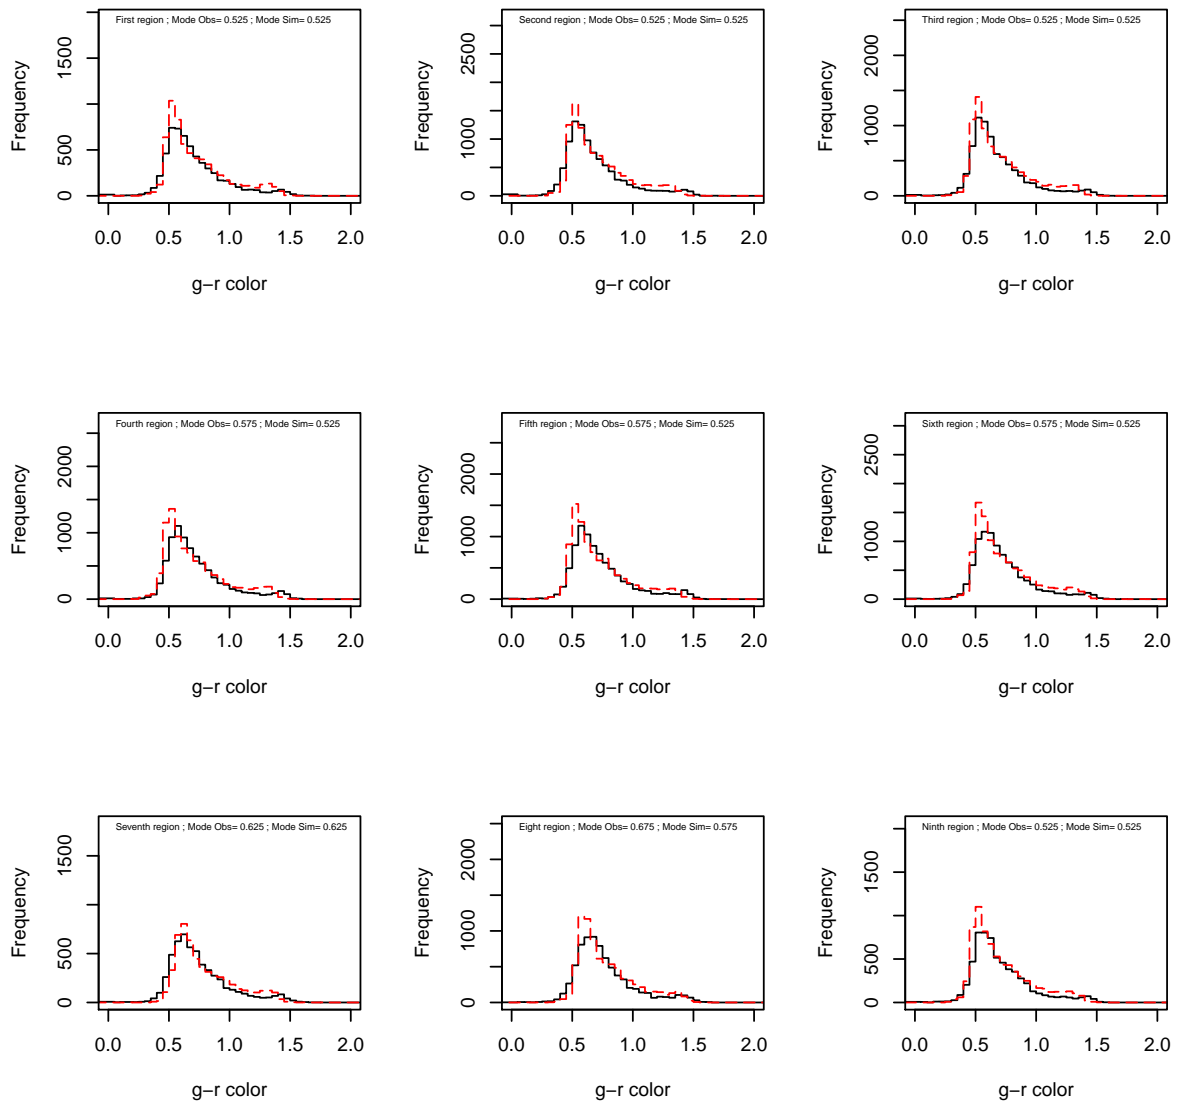 First region ; Mode Obs= 0.525 ; Mode Sim= 0.525
Frequency
0 500 1500
0.0 0.5 1.0 1.5 2.0
g−r color
Second region ; Mode Obs= 0.525 ; Mode Sim= 0.525
Frequency
0 1000 2500
0.0 0.5 1.0 1.5 2.0
g−r color
Third region ; Mode Obs= 0.525 ; Mode Sim= 0.525
Frequency
0 1000 2000
0.0 0.5 1.0 1.5 2.0
g−r color
Fourth region ; Mode Obs= 0.575 ; Mode Sim= 0.525
Frequency
0 1000 2000
0.0 0.5 1.0 1.5 2.0
g−r color
Fifth region ; Mode Obs= 0.575 ; Mode Sim= 0.525
Frequency
0 1000 2000
0.0 0.5 1.0 1.5 2.0
g−r color
Sixth region ; Mode Obs= 0.575 ; Mode Sim= 0.525
Frequency
0 1000 2500
0.0 0.5 1.0 1.5 2.0
g−r color
Seventh region ; Mode Obs= 0.625 ; Mode Sim= 0.625
Frequency
0 500 1500
0.0 0.5 1.0 1.5 2.0
g−r color
Eight region ; Mode Obs= 0.675 ; Mode Sim= 0.575
Frequency
0 1000 2000
0.0 0.5 1.0 1.5 2.0
g−r color
Ninth region ; Mode Obs= 0.525 ; Mode Sim= 0.525
Frequency
0 500 1500
0.0 0.5 1.0 1.5 2.0
g−r color